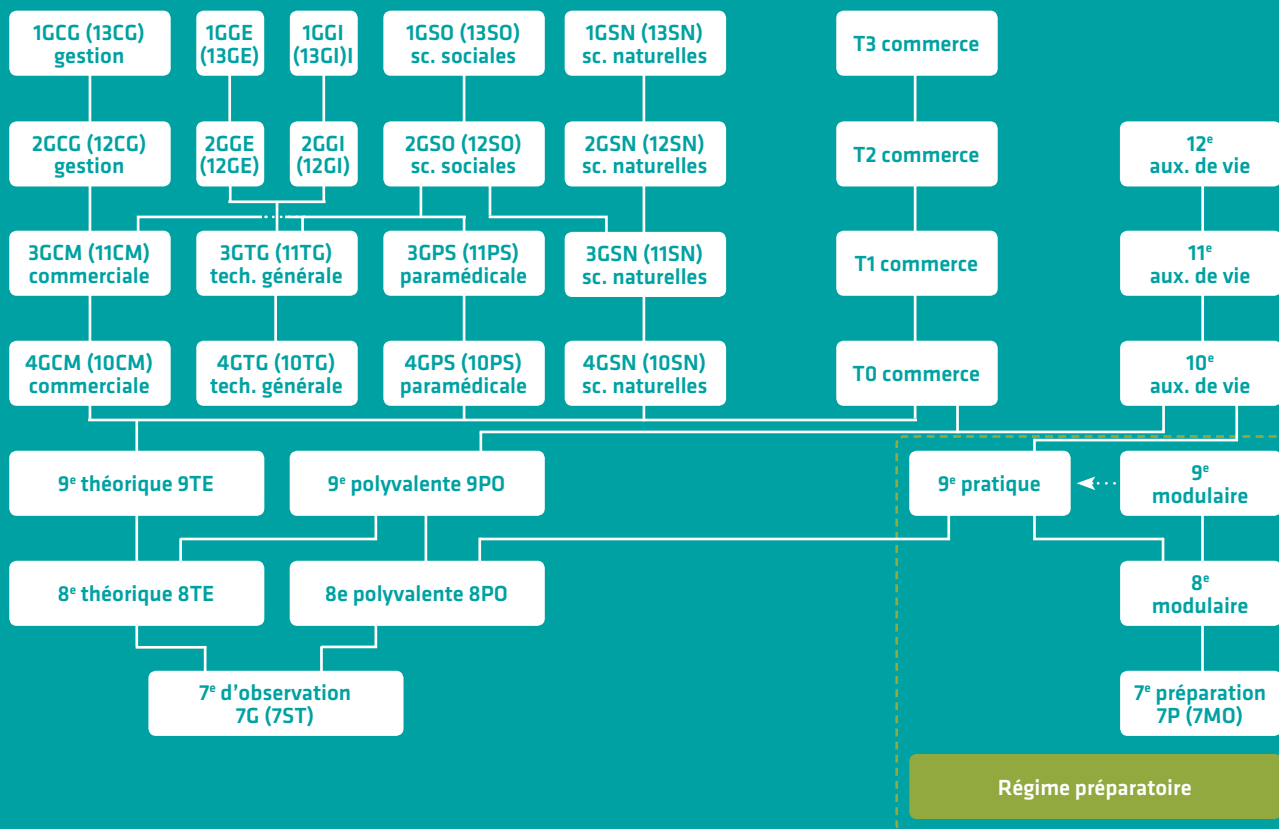 1GCG (13CG)
gestion
1GGE
(13GE)
1GGI
(13GI)I
1GSO (13SO)
sc. sociales
1GSN (13SN)
sc. naturelles
T3 commerce
2GCG (12CG)
gestion
2GGE
(12GE)
2GGI
(12GI)
2GSO (12SO)
sc. sociales
2GSN (12SN)
sc. naturelles
T2 commerce
12e
aux. de vie
3GCM (11CM)
commerciale
3GTG (11TG)
tech. générale
3GPS (11PS)
paramédicale
3GSN (11SN)
sc. naturelles
T1 commerce
11e
aux. de vie
4GCM (10CM)
commerciale
4GTG (10TG)
tech. générale
4GPS (10PS)
paramédicale
4GSN (10SN)
sc. naturelles
T0 commerce
10e
aux. de vie
9e théorique 9TE
9e polyvalente 9PO
9e pratique
9e
modulaire
8e théorique 8TE
8e polyvalente 8PO
8e
modulaire
7e d'observation
7G (7ST)
7e préparation
7P (7MO)
Régime préparatoire